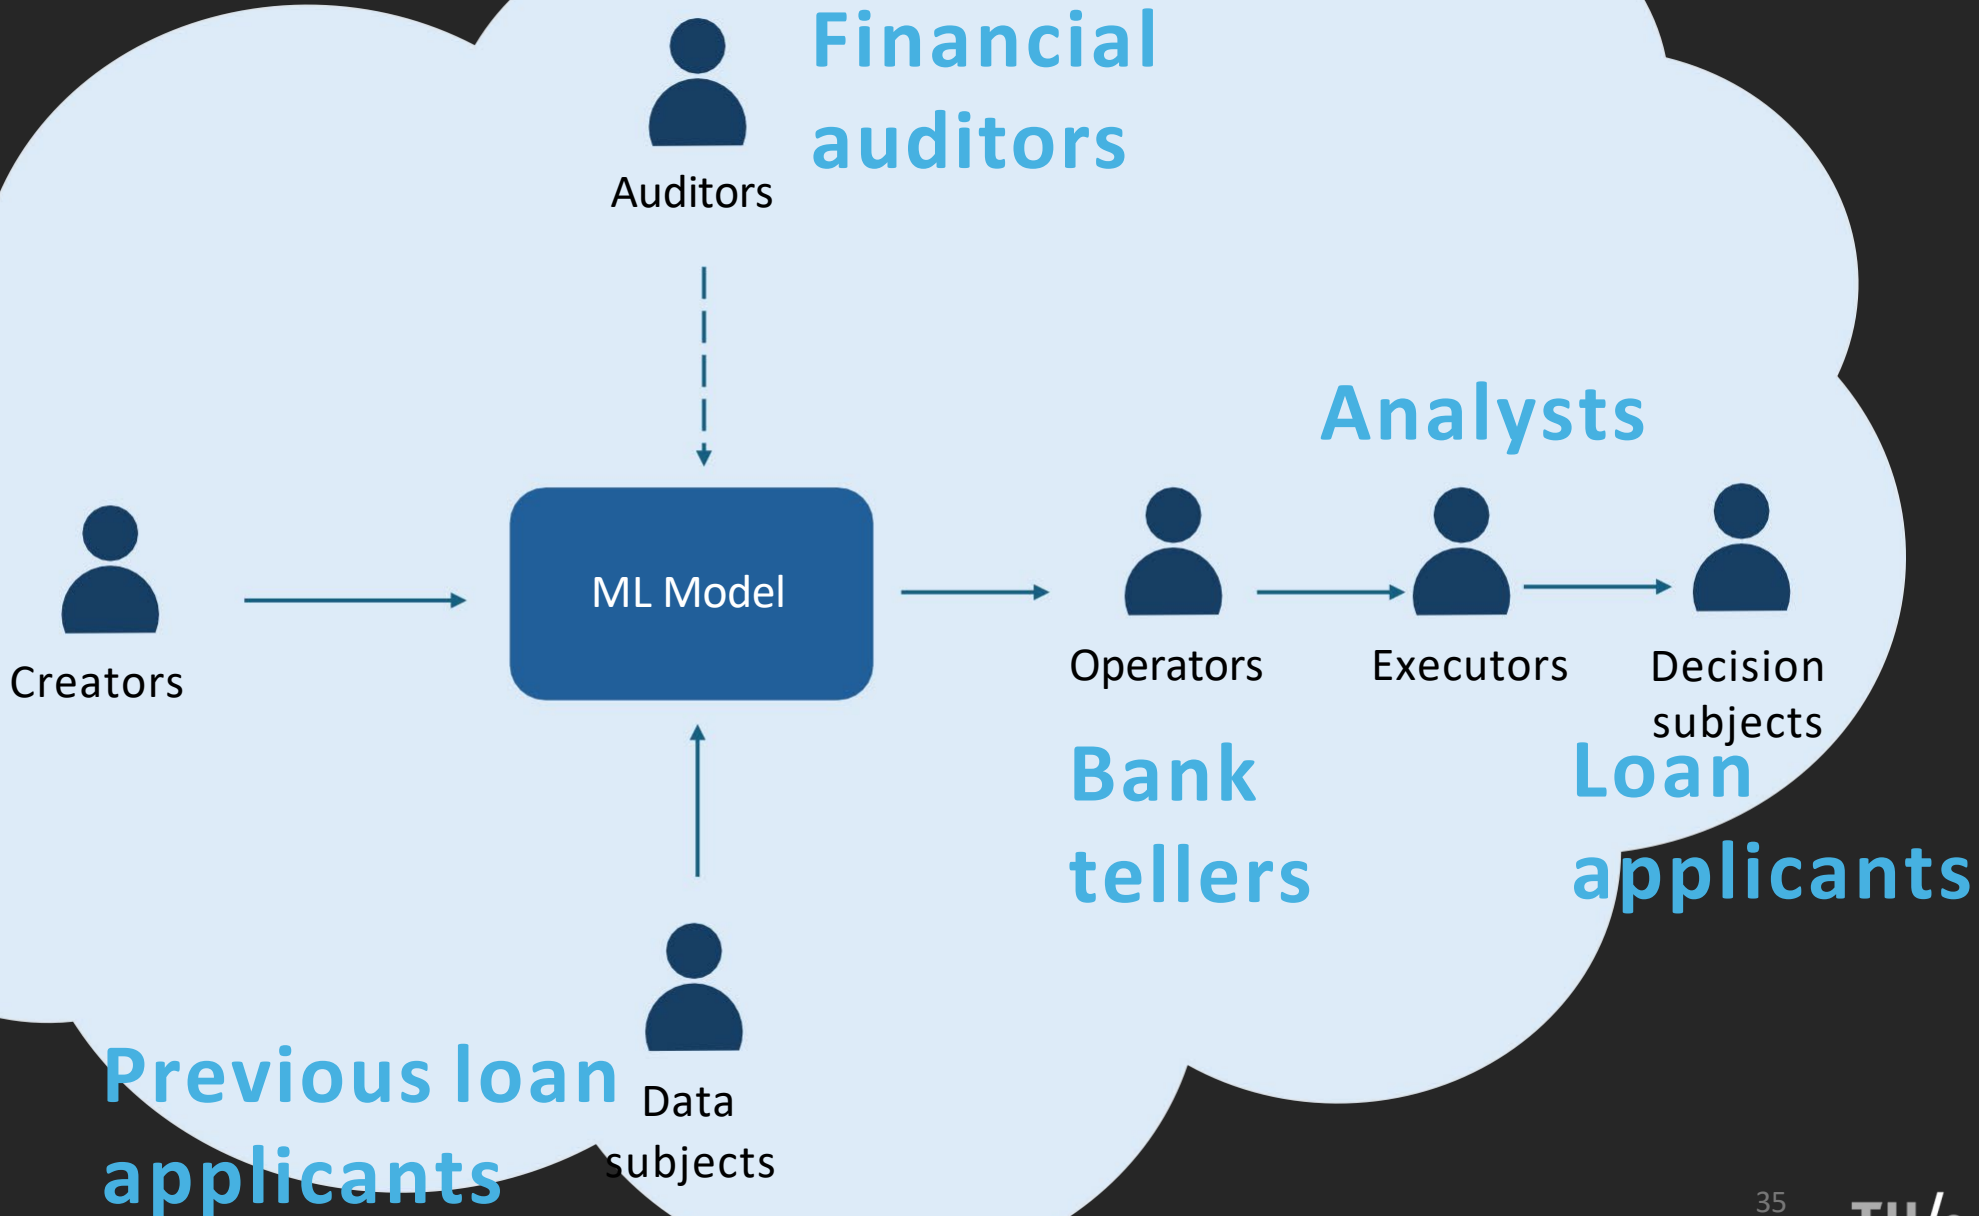 Financial
auditors
Auditors
Analysts
ML Model
Creators
Operators
Executors
Decision
subjects
Bank
tellers
Loan
applicants
Previous loan
applicants
Data
subjects
35